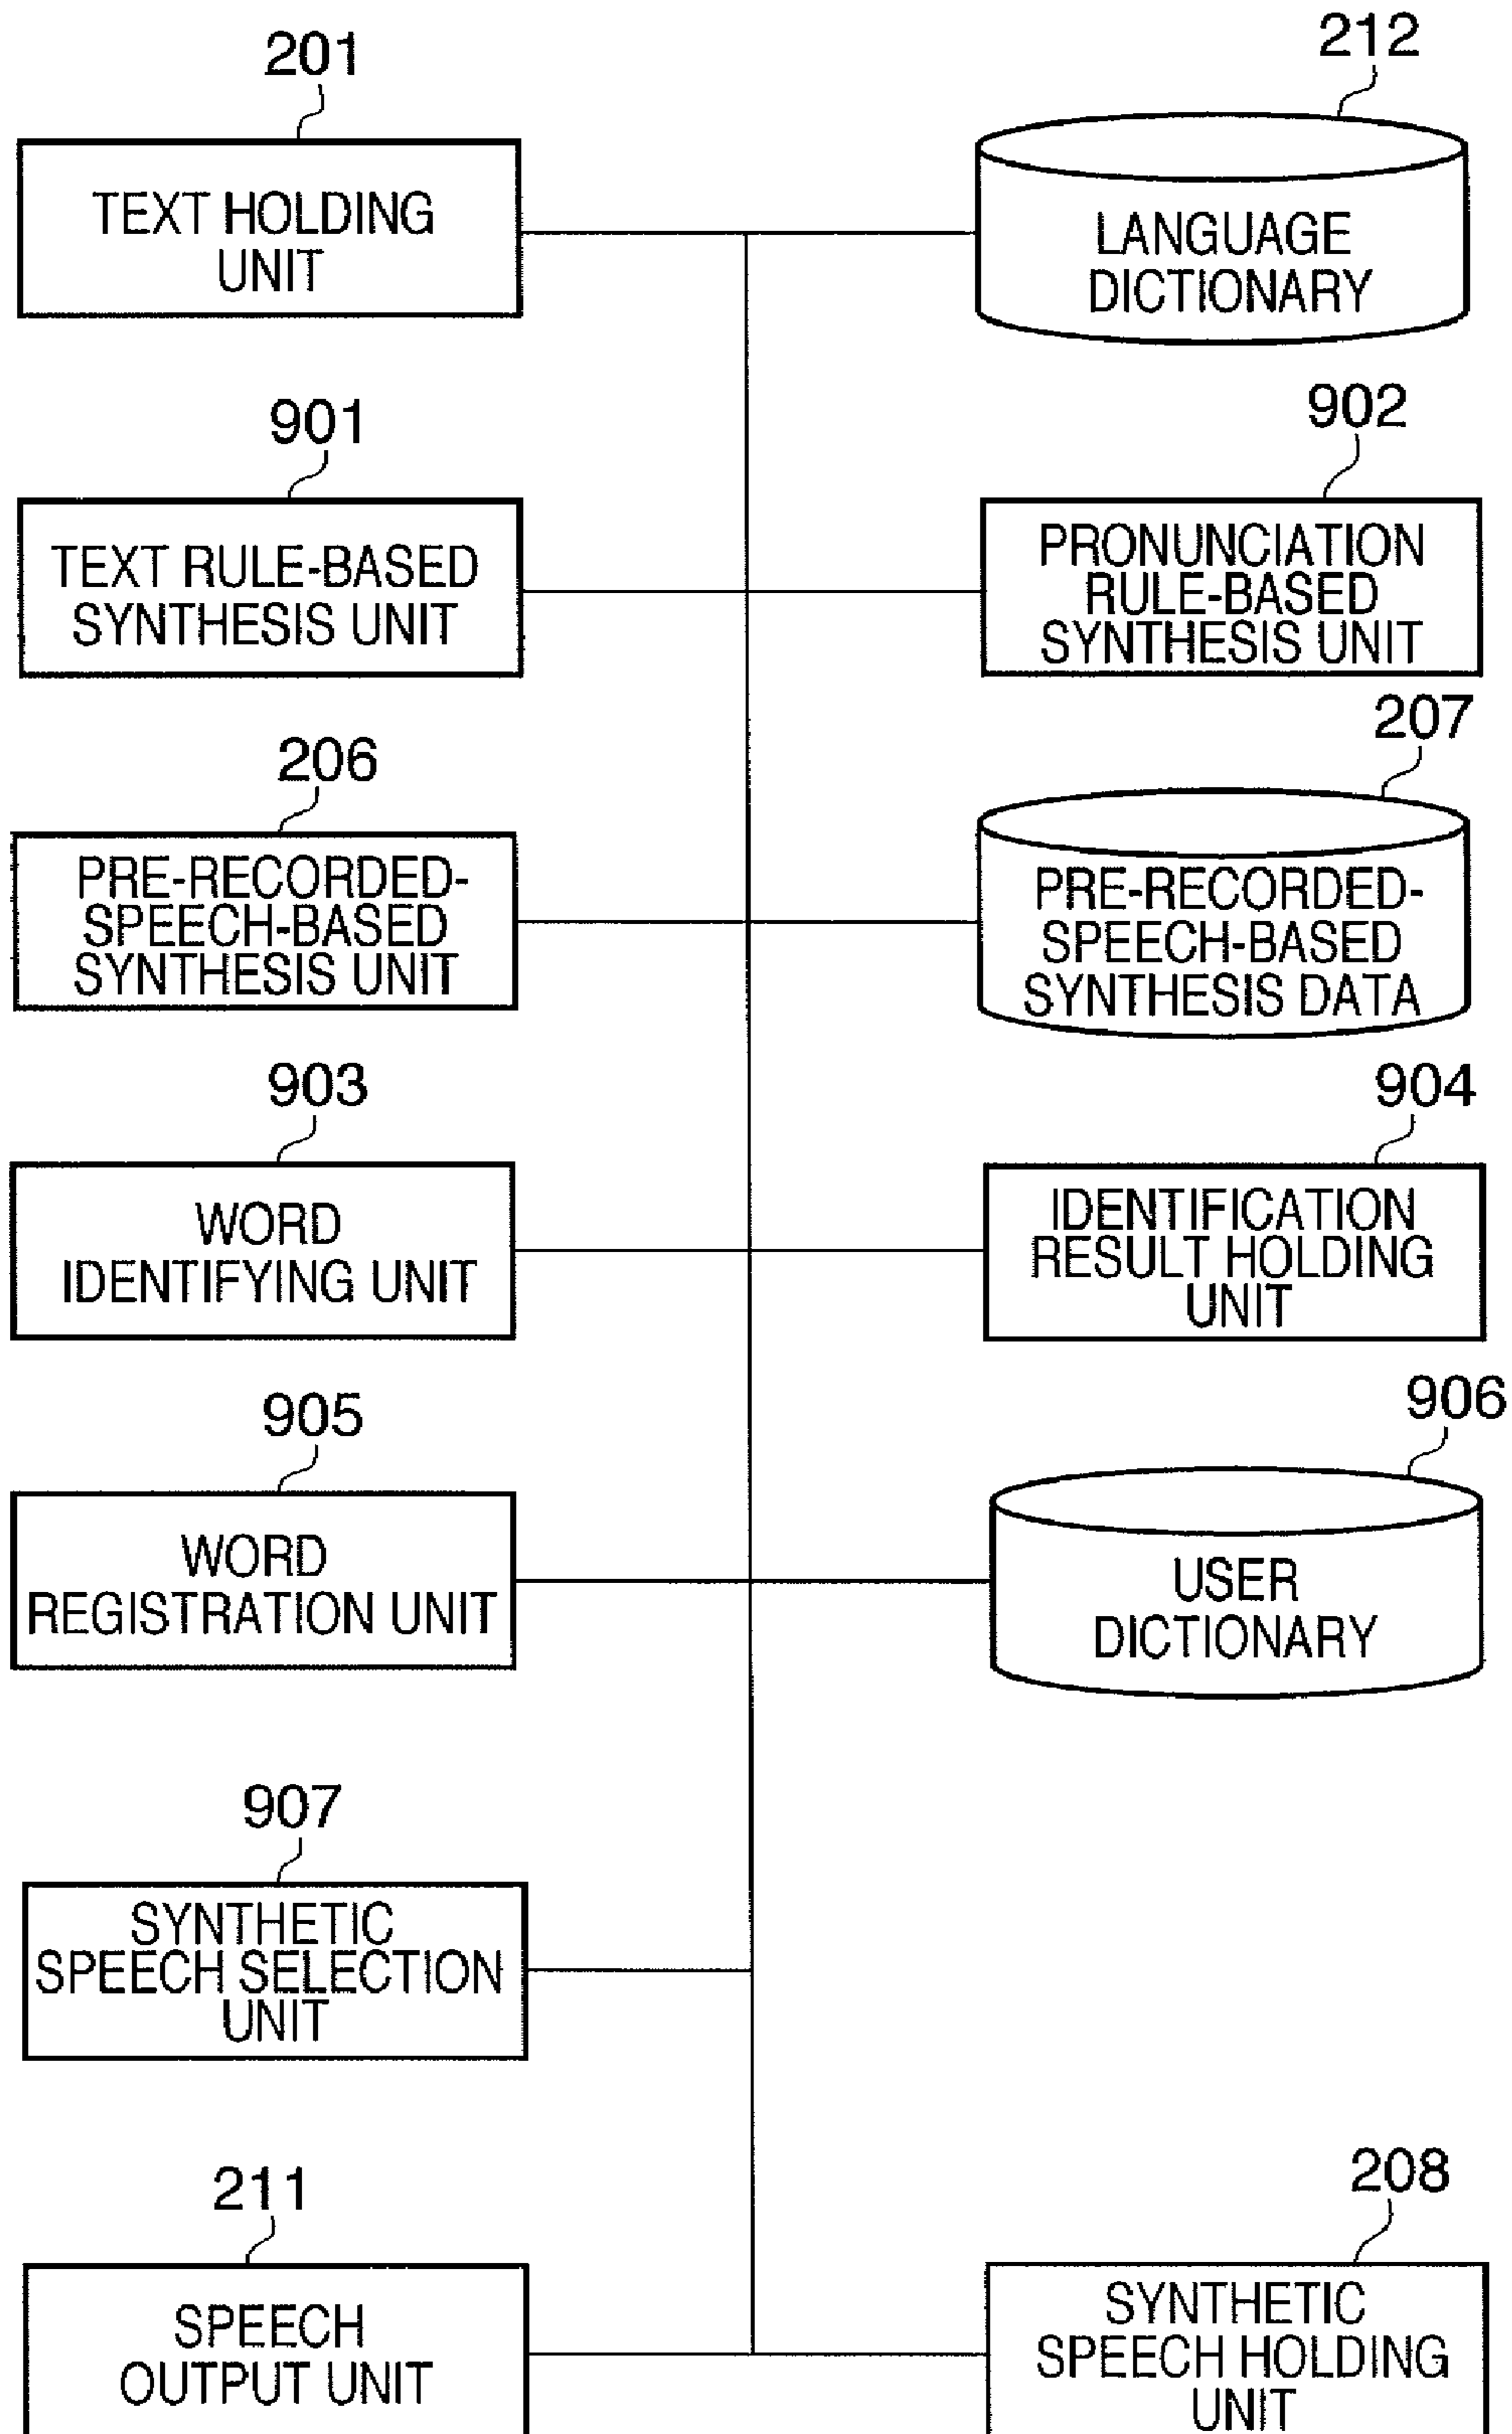 201
TEXT HOLDING
UNIT
212
LANGUAGE
DICTIONARY
901
TEXT RULE-BASED
SYNTHESIS UNIT
902
PRONUNCIATION
RULE-BASED
SYNTHESIS UNIT
206
PRE-RECORDED-
SPEECH-BASED
SYNTHESIS UNIT
207
PRE-RECORDED-
SPEECH-BASED
SYNTHESIS DATA
903
WORD
IDENTIFYING UNIT
904
IDENTIFICATION
RESULT HOLDING
UNIT
905
WORD
REGISTRATION UNIT
906
USER
DICTIONARY
907
SYNTHETIC
SPEECH SELECTION
UNIT
211
SPEECH
OUTPUT UNIT
208
SYNTHETIC
SPEECH HOLDING
UNIT